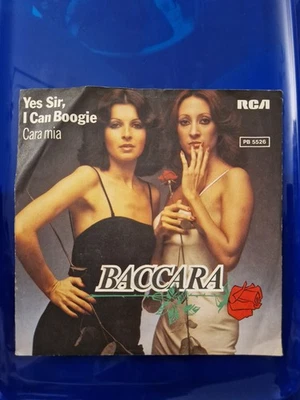 Yes Sir,
I Can Boogie
Cara mia
RCA
PB 5526
BACCARA